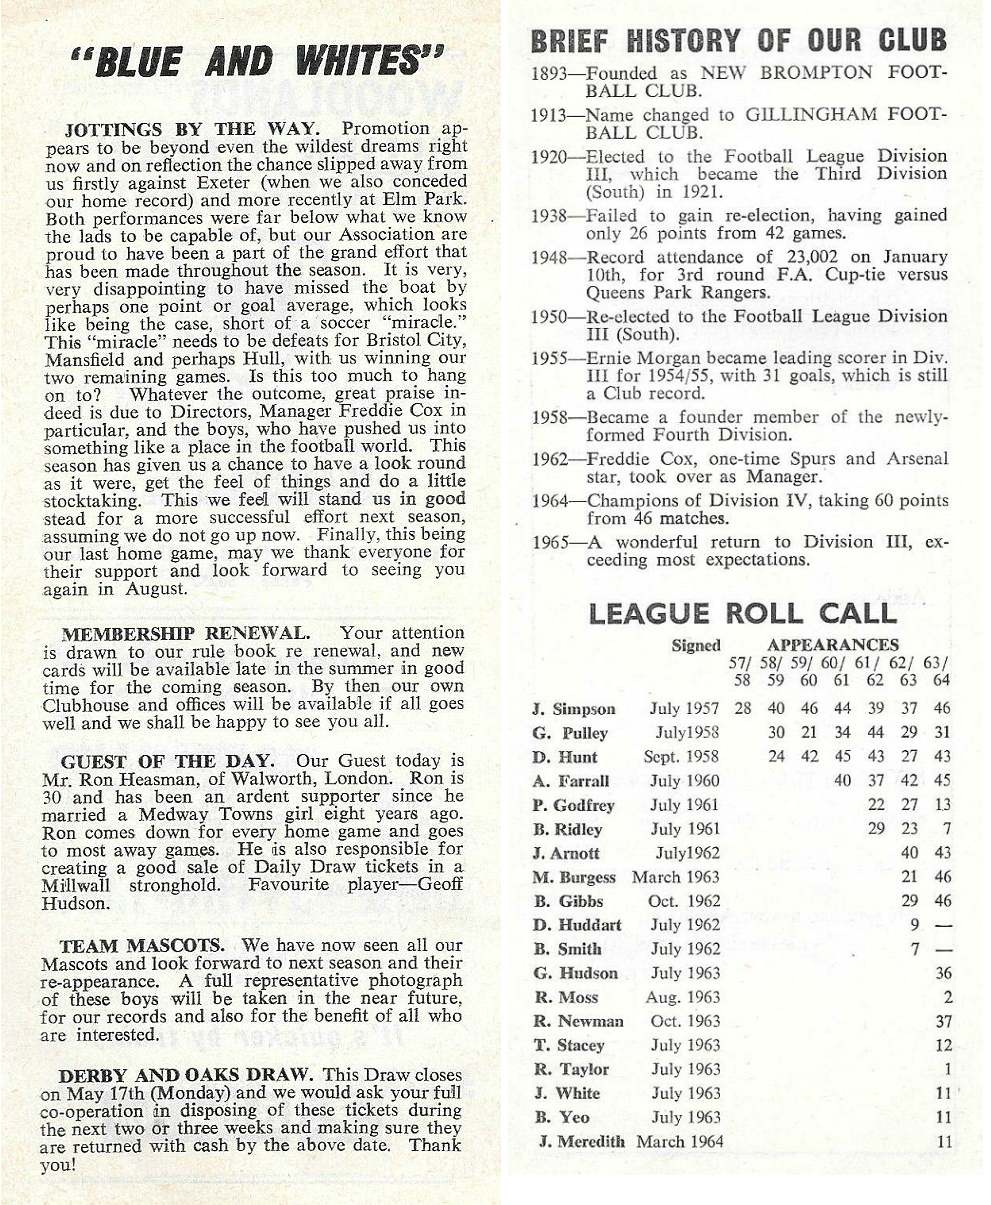 "BLUE AND WHITES"
JOTTINGS BY THE WAY. Promotion ap-
pears to be beyond even the wildest dreams right
now and on reflection the chance slipped away from
us firstly against Exeter (when we also conceded
our home record) and more recently at Elm Park.
Both performances were far below what we know
the lads to be capable of, but our Association are
proud to have been a part of the grand effort that
has been made throughout the season. It is very,
very disappointing to have missed the boat by
perhaps one point or goal average, which looks
like being the case, short of a soccer "miracle."
This "miracle" needs to be defeats for Bristol City,
Mansfield and perhaps Hull, with us winning our
two remaining games. Is this too much to hang
on to? Whatever the outcome, great praise in-
deed is due to Directors, Manager Freddie Cox in
particular, and the boys, who have pushed us into
something like a place in the football world. This
season has given us a chance to have a look round
as it were, get the feel of things and do a little
stocktaking. This we feel will stand us in good
stead for a more successful effort next season,
assuming we do not go up now. Finally, this being
our last home game, may we thank everyone for
their support and look forward to seeing you
again in August.
MEMBERSHIP RENEWAL. Your attention
is drawn to our rule book re renewal, and new
cards will be available late in the summer in good
time for the coming season. By then our own
Clubhouse and offices will be available if all goes
well and we shall be happy to see you all.
GUEST OF THE DAY. Our Guest today is
Mr. Ron Heasman, of Walworth, London. Ron is
30 and has been an ardent supporter since he
married a Medway Towns girl eight years ago.
Ron comes down for every home game and goes
to most away games. He is also responsible for
creating a good sale of Daily Draw tickets in a
Millwall stronghold. Favourite player—Geoff
Hudson.
TEAM MASCOTS. We have now seen all our
Mascots and look forward to next season and their
re-appearance. A full representative photograph
of these boys will be taken in the near future,
for our records and also for the benefit of all who
are interested.
DERBY AND OAKS DRAW. This Draw closes
on May 17th (Monday) and we would ask your full
co-operation in disposing of these tickets during
the next two or three weeks and making sure they
are returned with cash by the above date. Thank
you!
BRIEF HISTORY OF OUR CLUB
1893—Founded as NEW BROMPTON FOOT-
BALL CLUB.
1913—Name changed to GILLINGHAM FOOT-
BALL CLUB.
1920—Elected to the Football League Division
III, which became the Third Division
(South) in 1921.
1938—Failed to gain re-election, having gained
only 26 points from 42 games.
1948—Record attendance of 23,002 on January
10th, for 3rd round F.A. Cup-tie versus
Queens Park Rangers.
1950—Re-elected to the Football League Division
III (South).
1955—Ernie Morgan became leading scorer in Div.
III for 1954/55, with 31 goals, which is still
a Club record.
1958—Became a founder member of the newly-
formed Fourth Division.
1962—Freddie Cox, one-time Spurs and Arsenal
star, took over as Manager.
1964—Champions of Division IV, taking 60 points
from 46 matches.
1965—A wonderful return to Division III, ex-
ceeding most expectations.
LEAGUE ROLL CALL
Signed APPEARANCES
57/ 58/ 59/ 60/ 61/ 62/ 63/
58 59 60 61 62 63 64
J. Simpson July 1957 28 40 46 44 39 37 46
G. Pulley July1958 30 21 34 44 29 31
D. Hunt Sept. 1958 24 42 45 43 27 43
A. Farrall July 1960 40 37 42 45
P. Godfrey July 1961 22 27 13
B. Ridley July 1961 29 23 7
J. Arnott July1962 40 43
M. Burgess March 1963 21 46
B. Gibbs Oct. 1962 29 46
D. Huddart July 1962 9 —
B. Smith July 1962 7 —
G. Hudson July 1963 36
R. Moss Aug. 1963 2
R. Newman Oct. 1963 37
T. Stacey July 1963 12
R. Taylor July 1963 1
J. White July 1963 11
B. Yeo July 1963 11
J. Meredith March 1964 11